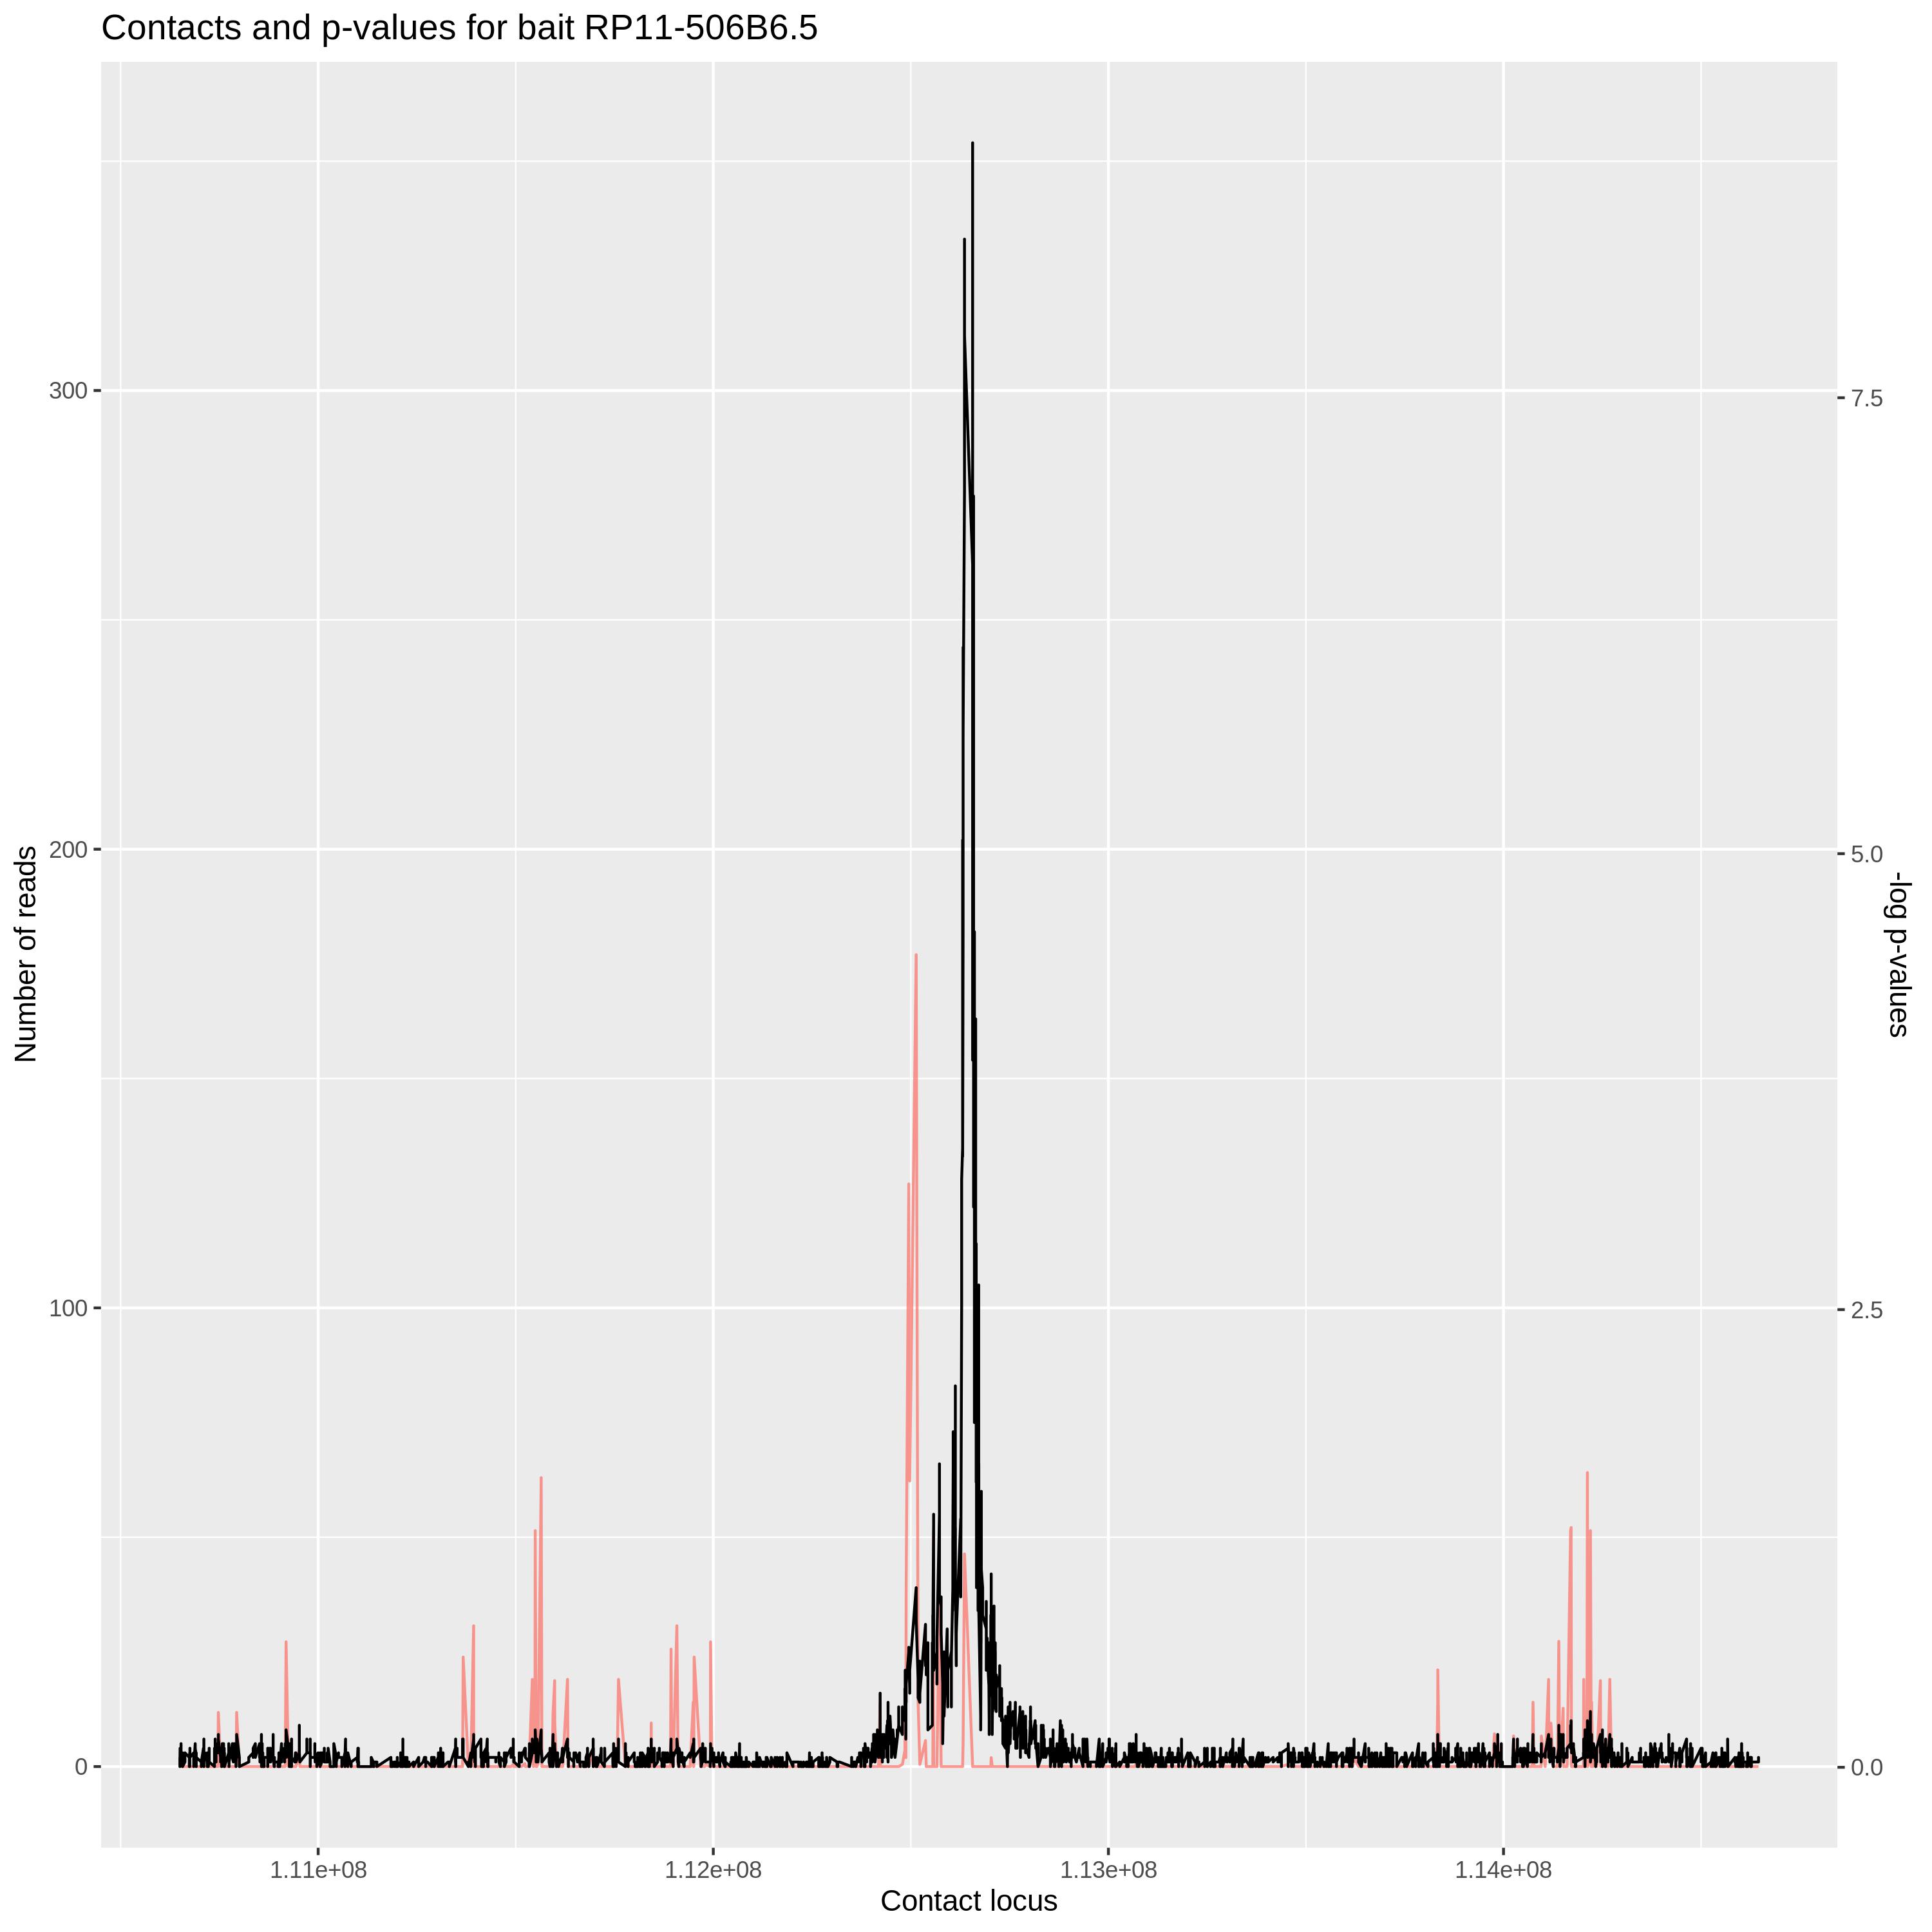 Contacts and p-values for bait RP11-506B6.5
300
200
100
0
Number of reads
7.5
5.0
2.5
0.0
-log p-values
1.11e+08
1.12e+08
1.13e+08
1.14e+08
Contact locus